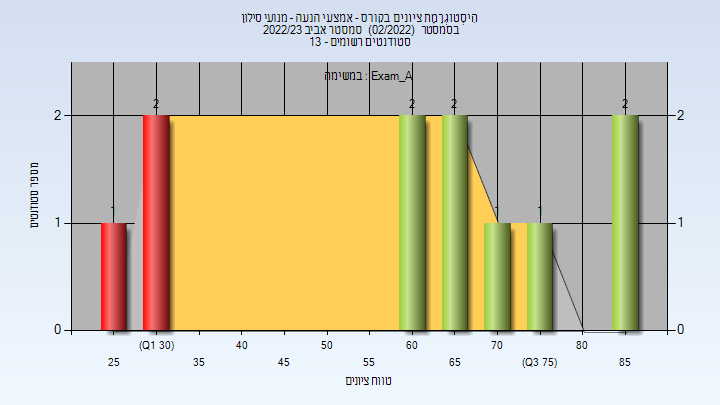 היסְטוגְרָמַת ציונים בקורס - אמצעי הנעה - מנועי סילון
בסמסטר (02/2022) סמסטר אביב 2022/23
סטודנטים רשומים - 13
במשימה : Exam_A
2 2 2 2
1 1 1
2 2
1 1
0 0
מספר סטודנטים
(Q1 30) 40 50 60 70 80
25 35 45 55 65 (Q3 75) 85
טווח ציונים